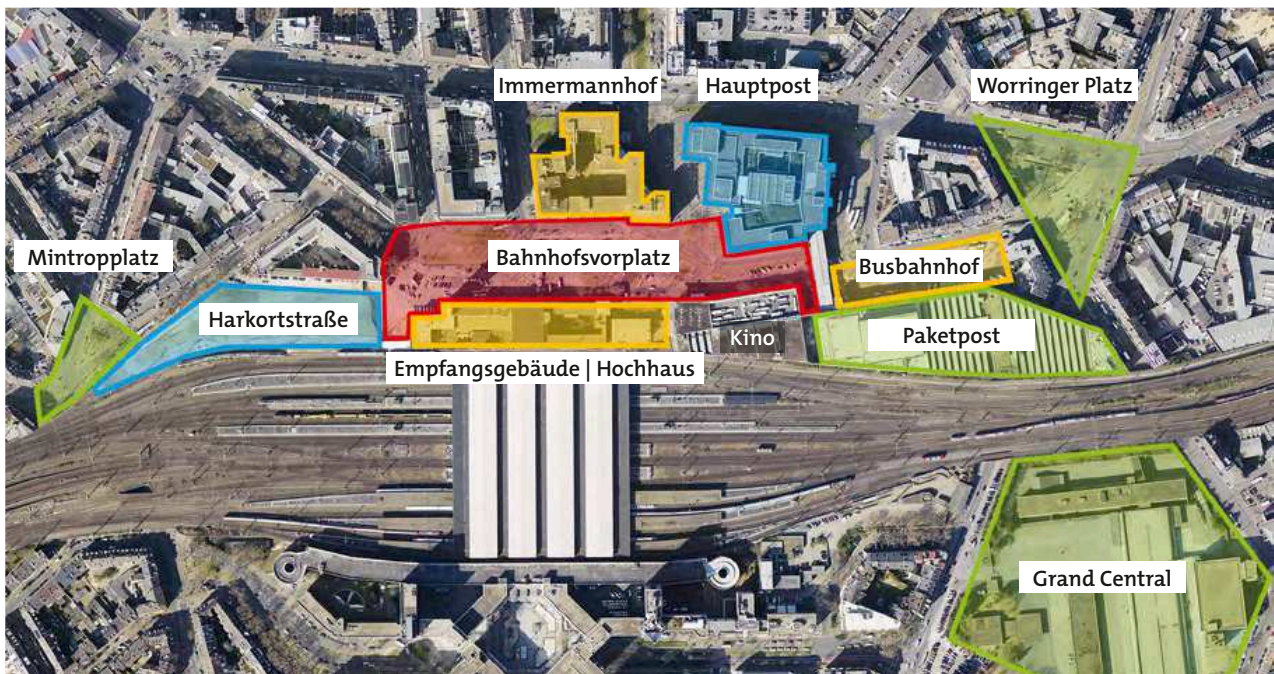 Immermannhof
Hauptpost
Worringer Platz
Mintropplatz
Bahnhofsvorplatz
Busbahnhof
Harkortstraße
Kino
Paketpost
Empfangsgebäude | Hochhaus
Grand Central